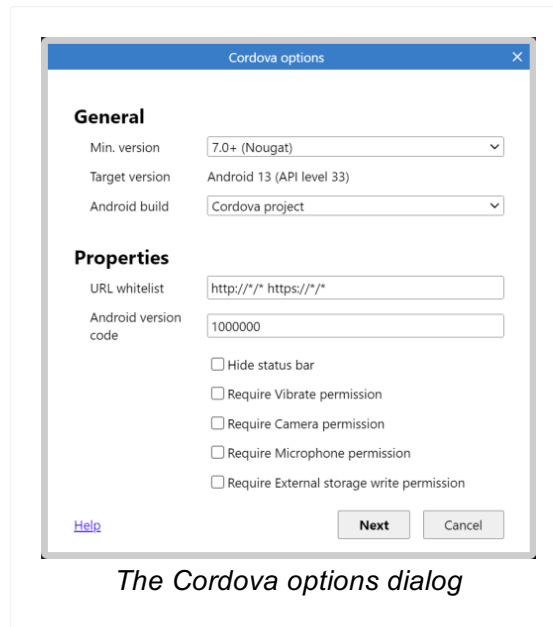 Cordova options
General
Min. version
7.0+ (Nougat)
Target version
Android 13 (API level 33)
Android build
Cordova project
Properties
URL whitelist
http://*/* https://*/*
Android version
code
1000000
Hide status bar
Require Vibrate permission
Require Camera permission
Require Microphone permission
Require External storage write permission
Help
Next
Cancel
The Cordova options dialog